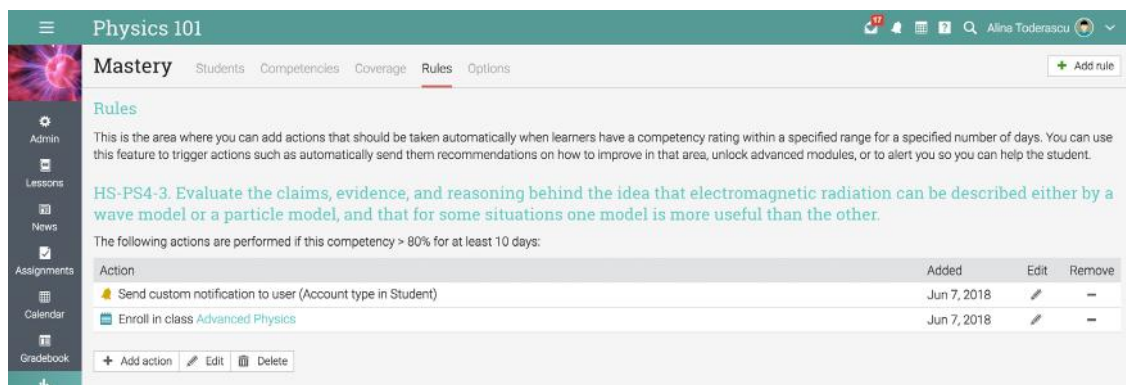 Physics 101
17
Alina Toderascu
Mastery Students Competencies Coverage Rules Options
+ Add rule
Admin
Lessons
News
Assignments
Calendar
Gradebook
Rules
This is the area where you can add actions that should be taken automatically when learners have a competency rating within a specified range for a specified number of days. You can use
this feature to trigger actions such as automatically send them recommendations on how to improve in that area, unlock advanced modules, or to alert you so you can help the student.
HS-PS4-3. Evaluate the claims, evidence, and reasoning behind the idea that electromagnetic radiation can be described either by a
wave model or a particle model, and that for some situations one model is more useful than the other.
The following actions are performed if this competency > 80% for at least 10 days:
Action Added Edit Remove
Send custom notification to user (Account type in Student) Jun 7, 2018
Enroll in class Advanced Physics Jun 7, 2018
+ Add action Edit Delete